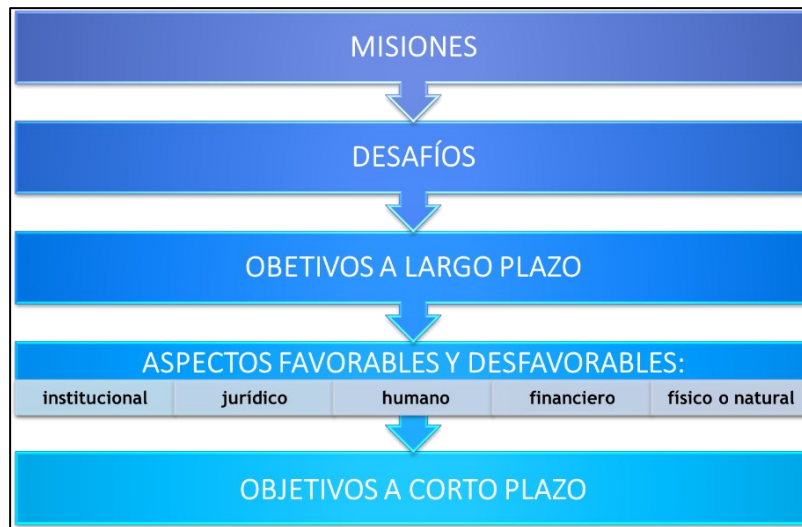 MISIONES
DESAFÍOS
OBETIVOS A LARGO PLAZO
ASPECTOS FAVORABLES Y DESFAVORABLES:
institucional jurídico humano financiero físico o natural
OBJETIVOS A CORTO PLAZO